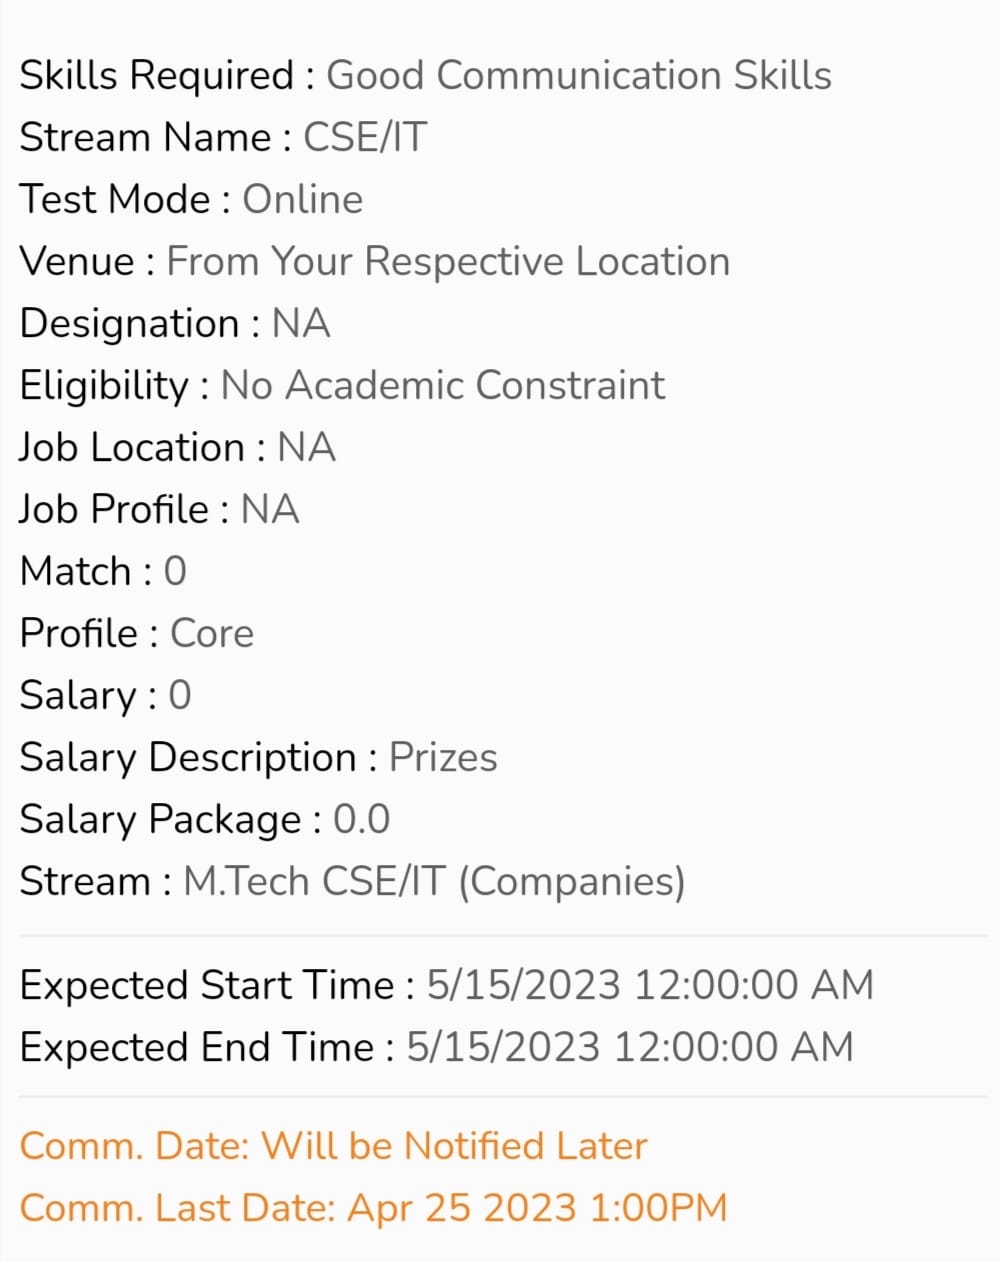 Skills Required : Good Communication Skills
Stream Name : CSE/IT
Test Mode : Online
Venue : From Your Respective Location
Designation : NA
Eligibility : No Academic Constraint
Job Location : NA
Job Profile : NA
Match : 0
Profile : Core
Salary : 0
Salary Description : Prizes
Salary Package : 0.0
Stream : M.Tech CSE/IT (Companies)
Expected Start Time : 5/15/2023 12:00:00 AM
Expected End Time : 5/15/2023 12:00:00 AM
Comm. Date: Will be Notified Later
Comm. Last Date: Apr 25 2023 1:00PM